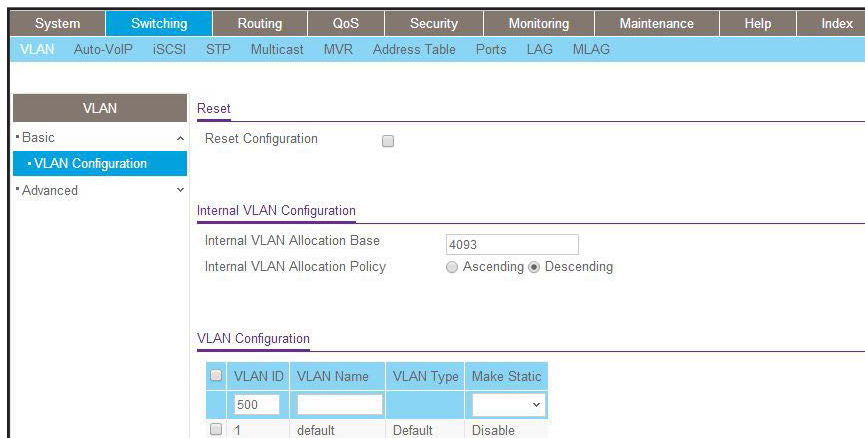 System Switching Routing QoS Security Monitoring Maintenance Help Index
VLAN Auto-VoIP iSCSI STP Multicast MVR Address Table Ports LAG MLAG
VLAN
Basic
VLAN Configuration
Advanced
Reset
Reset Configuration
Internal VLAN Configuration
Internal VLAN Allocation Base 4093
Internal VLAN Allocation Policy Ascending Descending
VLAN Configuration
VLAN ID VLAN Name VLAN Type Make Static
500
1 default Default Disable